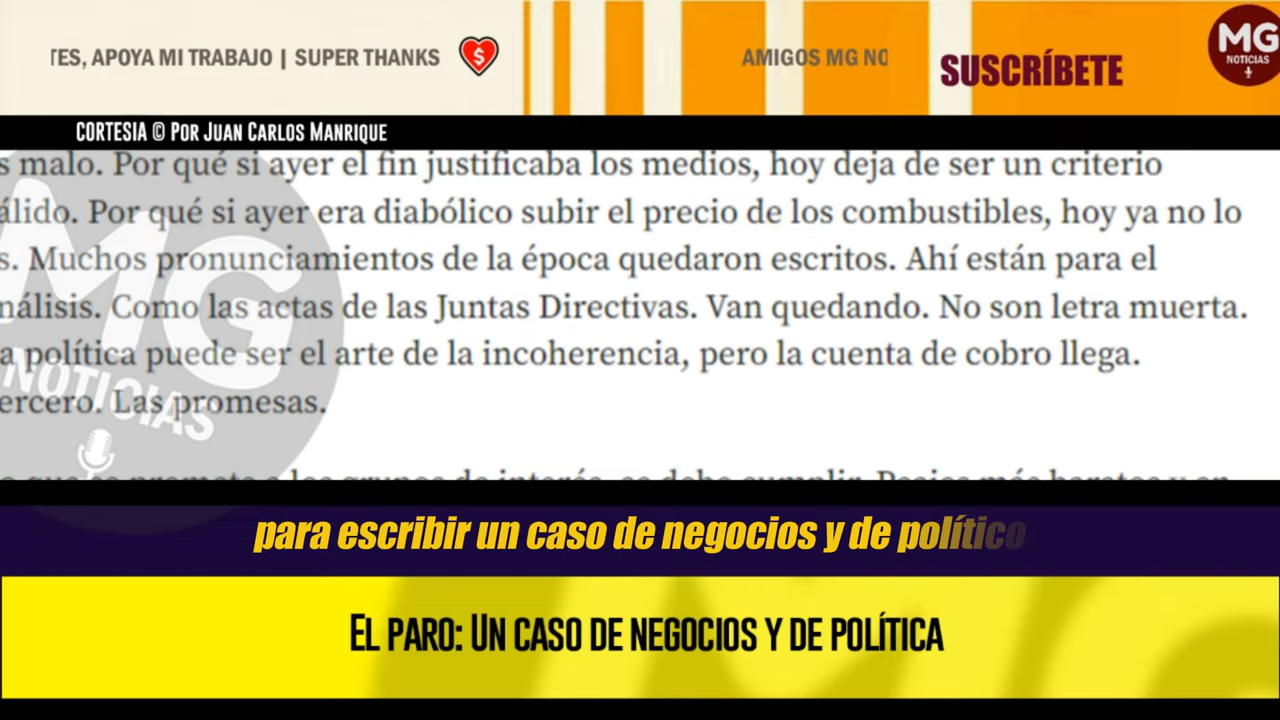 TES, APOYA MI TRABAJO | SUPER THANKS
$
AMIGOS MG NO
SUSCRÍBETE
MG
NOTICIAS
CORTESIA © POR JUAN CARLOS MANRIQUE
s malo. Por qué si ayer el fin justificaba los medios, hoy deja de ser un criterio
álido. Por qué si ayer era diabólico subir el precio de los combustibles, hoy ya no lo
s. Muchos pronunciamientos de la época quedaron escritos. Ahí están para el
nálisis. Como las actas de las Juntas Directivas. Van quedando. No son letra muerta.
a política puede ser el arte de la incoherencia, pero la cuenta de cobro llega.
ercero. Las promesas.
MG
NOTICIAS
para escribir un caso de negocios y de político
EL PARO: UN CASO DE NEGOCIOS Y DE POLÍTICA